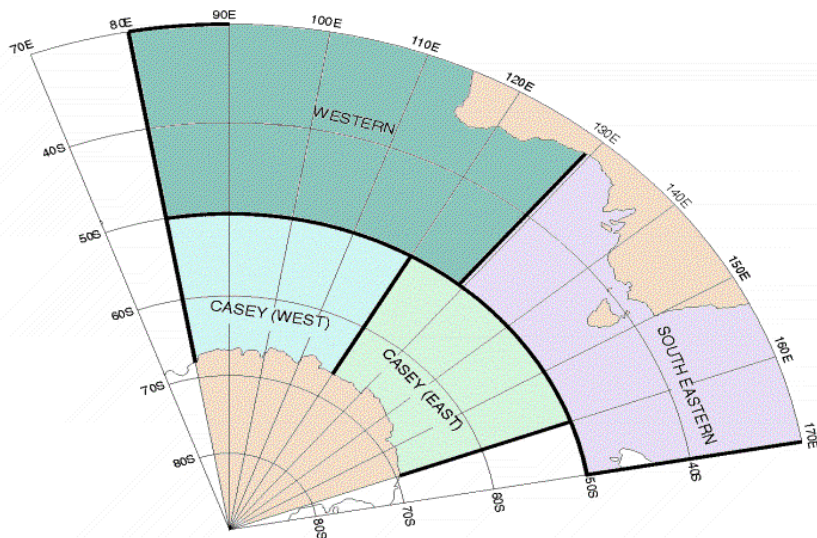 70E
80E
90E
100E
110E
120E
130E
140E
150E
160E
170E
40S
50S
60S
70S
80S
WESTERN
CASEY (WEST)
CASEY (EAST)
SOUTH EASTERN
80S
70S
60S
50S
40S